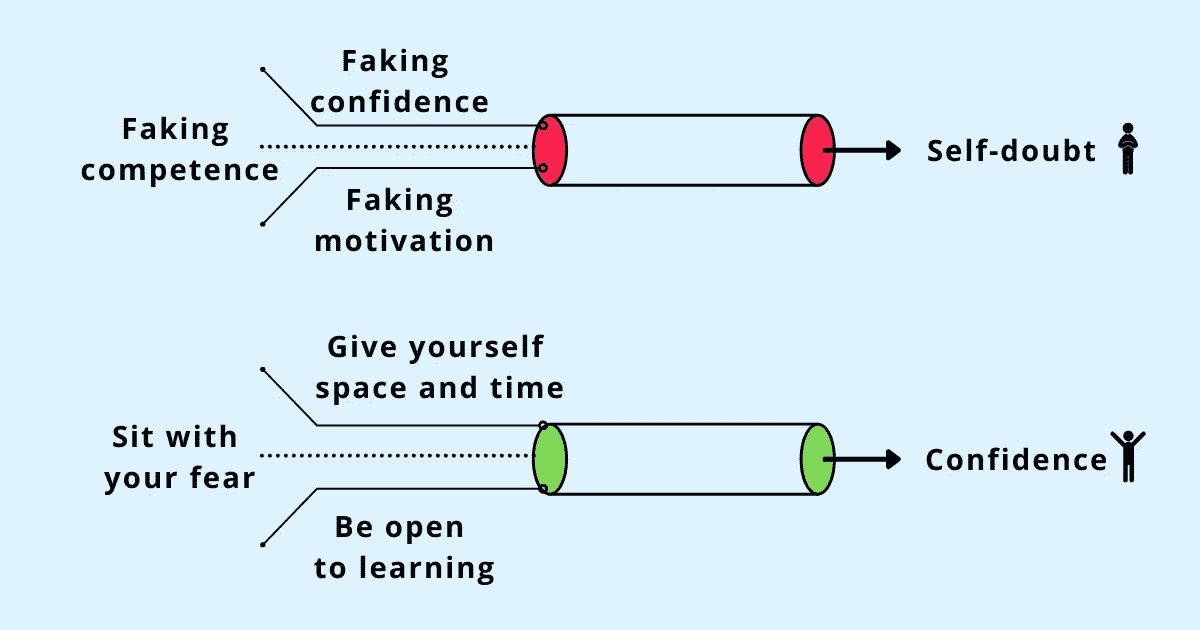 Faking
confidence
Faking
competence
Faking
motivation
Self-doubt
Give yourself
space and time
Sit with
your fear
Be open
to learning
Confidence